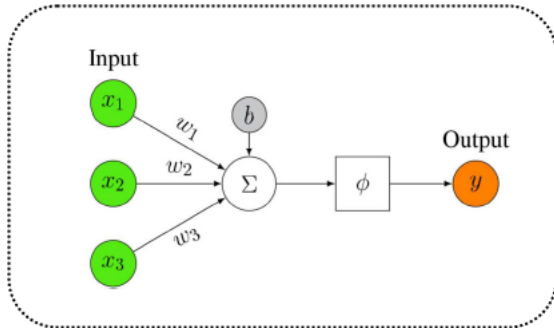 Input
x₁
w₁
b
Output
x₂
w₂
Σ
ϕ
y
x₃
w₃